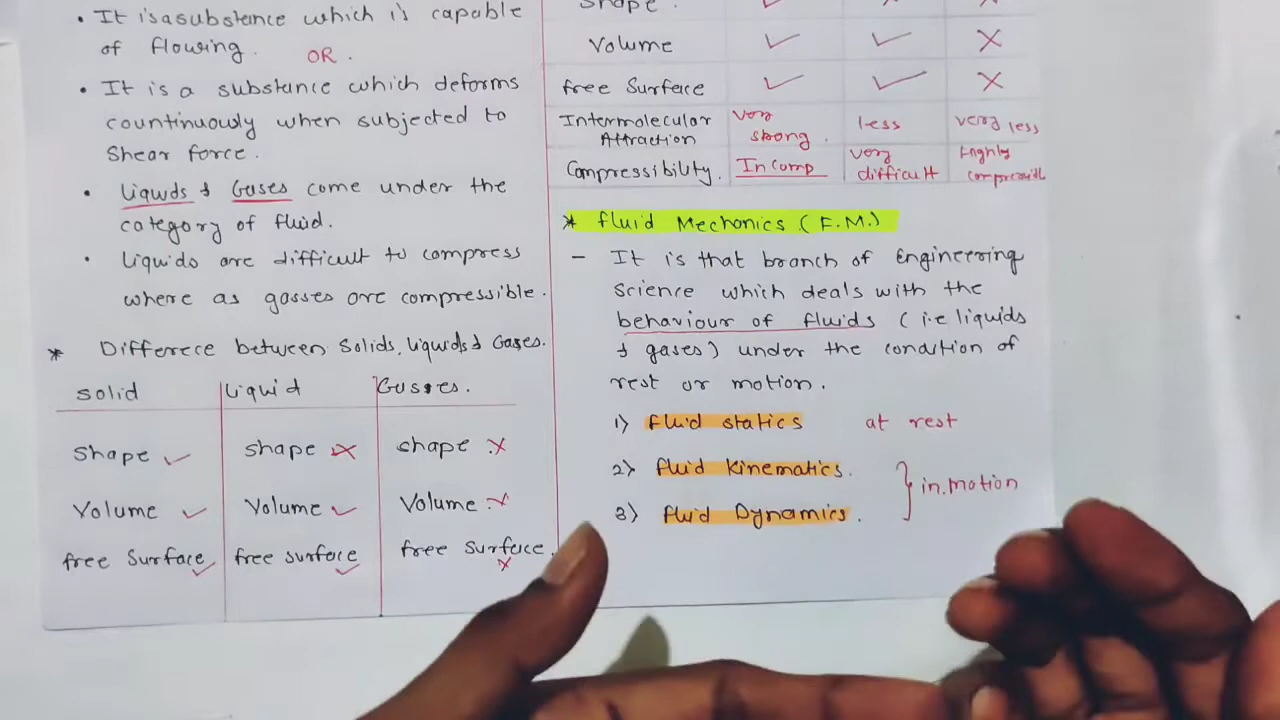 • It is a substance which is capable
of flowing. OR.
• It is a substance which deforms
countinuously when subjected to
Shear force.
• Liquids & Gases come under the
category of fluid.
• Liquids are difficult to compress
where as gasses are compressible.
* Differece between Solids, liquids & Gases.
Solid Liquid Gasses.
Shape ✓ shape × shape ×
Volume ✓ Volume ✓ Volume ×
free Surface ✓ free surface ✓ free surface. ×
Shape. ✓ × ×
Volume ✓ ✓ ×
free Surface ✓ ✓ ×
Intermolecular Attraction very strong. less very less
Compressibility. Incomp very difficult Highly
* Fluid Mechanics (F.M.)
- It is that branch of Engineering
Science which deals with the
behaviour of fluids (i.e liquids
& gases) under the condition of
rest or motion.
1) fluid statics at rest
2) fluid kinematics.
3) fluid Dynamics. } in.motion